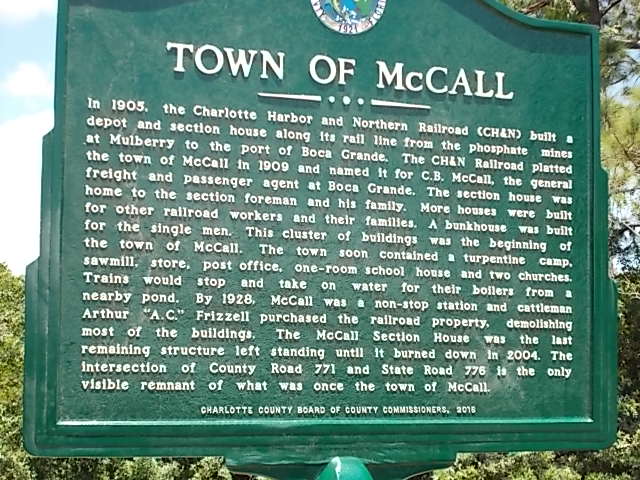 1921
TOWN OF McCALL
In 1905, the Charlotte Harbor and Northern Railroad (CH&N) built a
depot and section house along its rail line from the phosphate mines
at Mulberry to the port of Boca Grande. The CH&N Railroad platted
the town of McCall in 1909 and named it for C.B. McCall, the general
freight and passenger agent at Boca Grande. The section house was
home to the section foreman and his family. More houses were built
for other railroad workers and their families. A bunkhouse was built
for the single men. This cluster of buildings was the beginning of
the town of McCall. The town soon contained a turpentine camp,
sawmill, store, post office, one-room school house and two churches.
Trains would stop and take on water for their boilers from a
nearby pond. By 1928, McCall was a non-stop station and cattleman
Arthur "A.C." Frizzell purchased the railroad property, demolishing
most of the buildings. The McCall Section House was the last
remaining structure left standing until it burned down in 2004. The
intersection of County Road 771 and State Road 776 is the only
visible remnant of what was once the town of McCall.
CHARLOTTE COUNTY BOARD OF COUNTY COMMISSIONERS, 2016